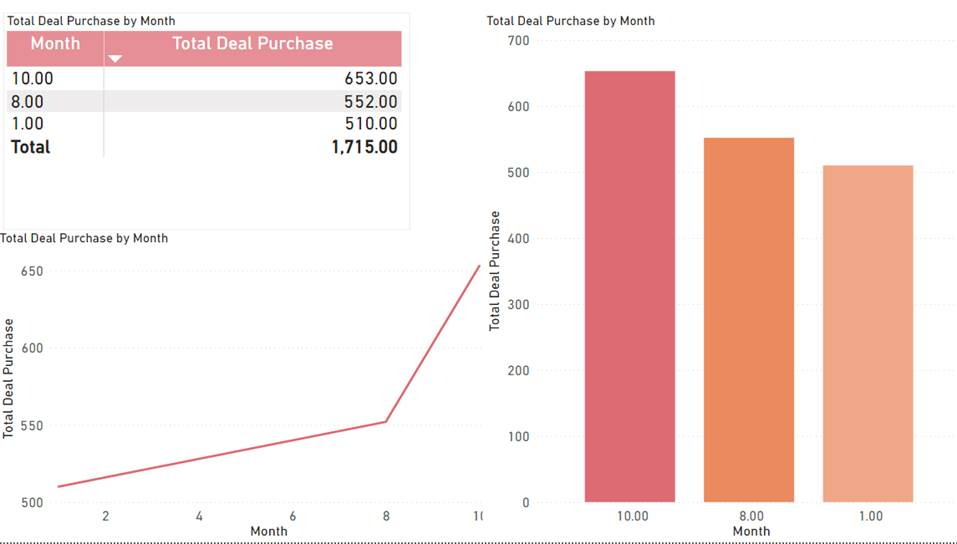 Total Deal Purchase by Month
Month Total Deal Purchase
10.00 653.00
8.00 552.00
1.00 510.00
Total 1,715.00
Total Deal Purchase by Month
Total Deal Purchase
650
600
550
500
2 4 6 8 10
Month
Total Deal Purchase by Month
Total Deal Purchase
700
600
500
400
300
200
100
0
10.00 8.00 1.00
Month